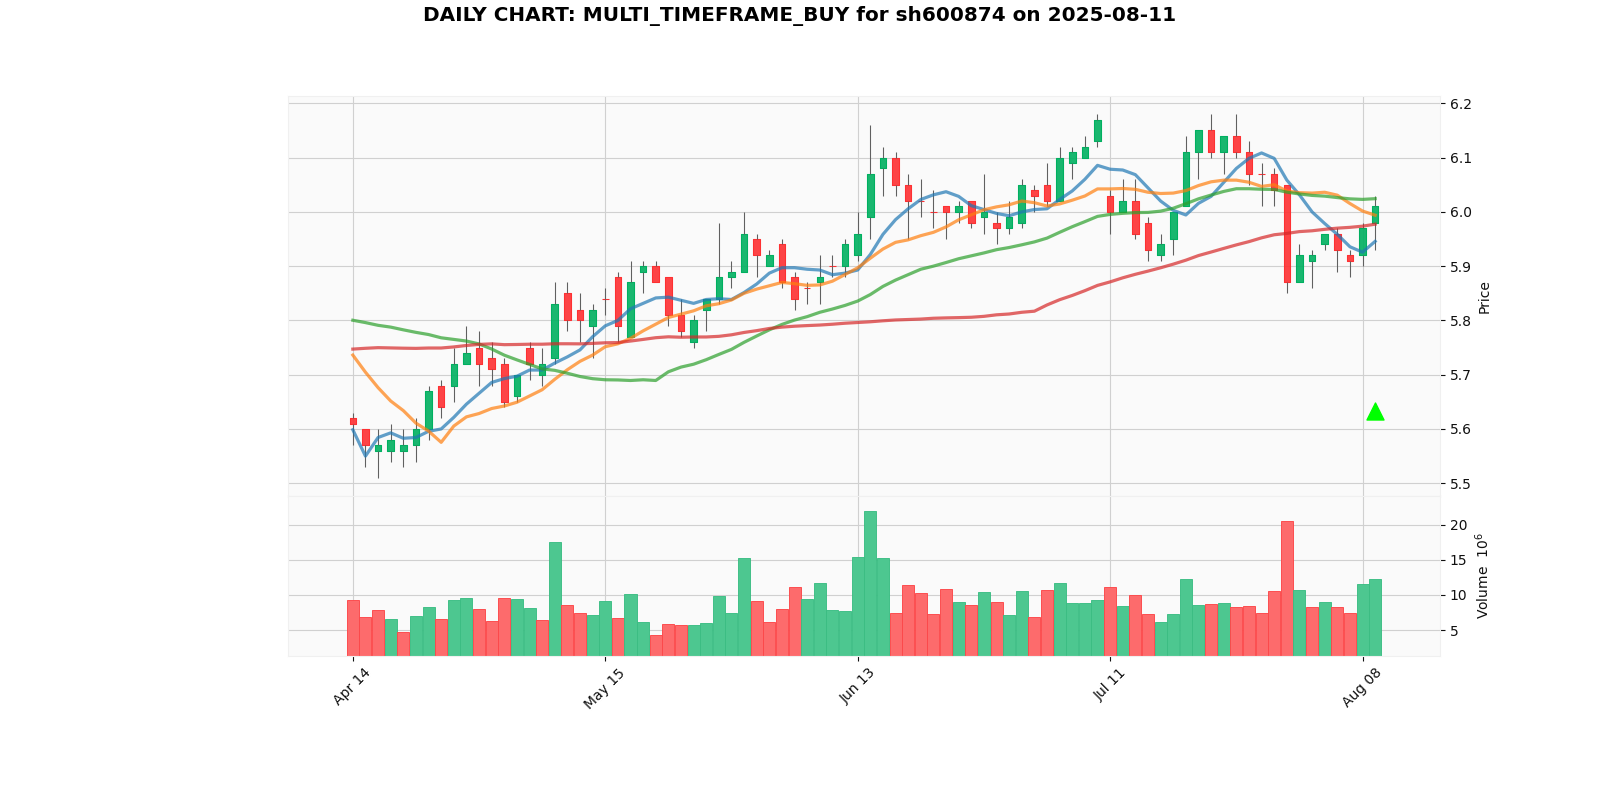 DAILY CHART: MULTI_TIMEFRAME_BUY for sh600874 on 2025-08-11
6.2
6.1
6.0
5.9
5.8
5.7
5.6
5.5
Price
20
15
10
5
Volume 10^6
Apr 14
May 15
Jun 13
Jul 11
Aug 08